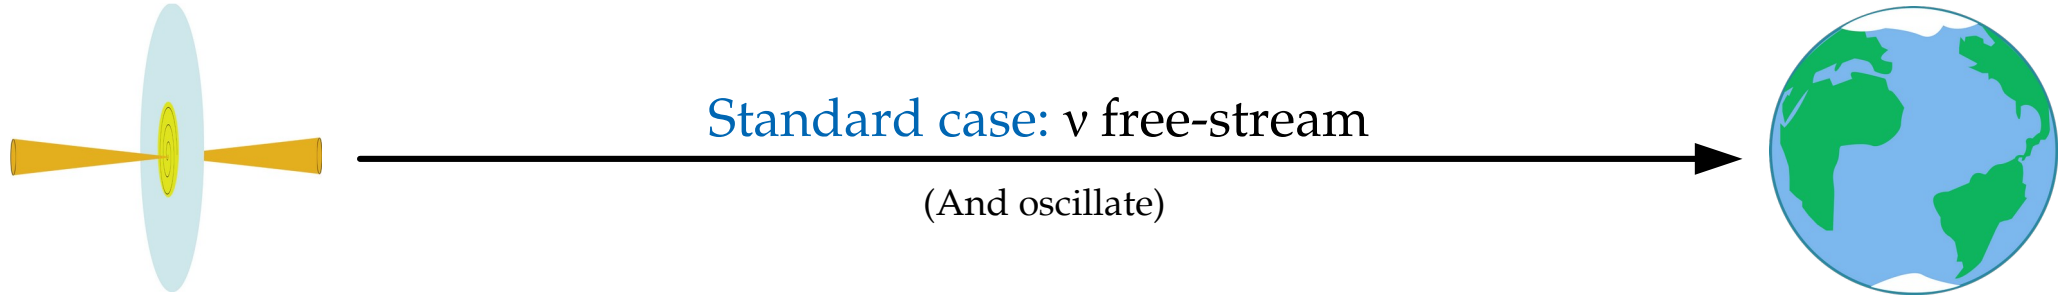 Standard case: ν free-stream
(And oscillate)